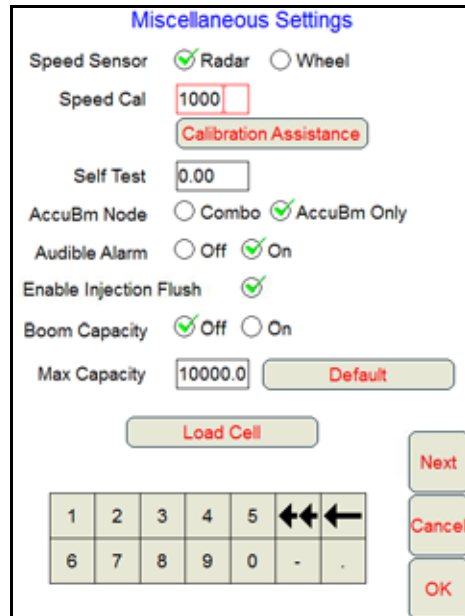 Miscellaneous Settings
Speed Sensor Radar Wheel
Speed Cal 1000
Calibration Assistance
Self Test 0.00
AccuBm Node Combo AccuBm Only
Audible Alarm Off On
Enable Injection Flush
Boom Capacity Off On
Max Capacity 10000.0 Default
Load Cell
Next
1 2 3 4 5
Cancel
6 7 8 9 0 - .
OK